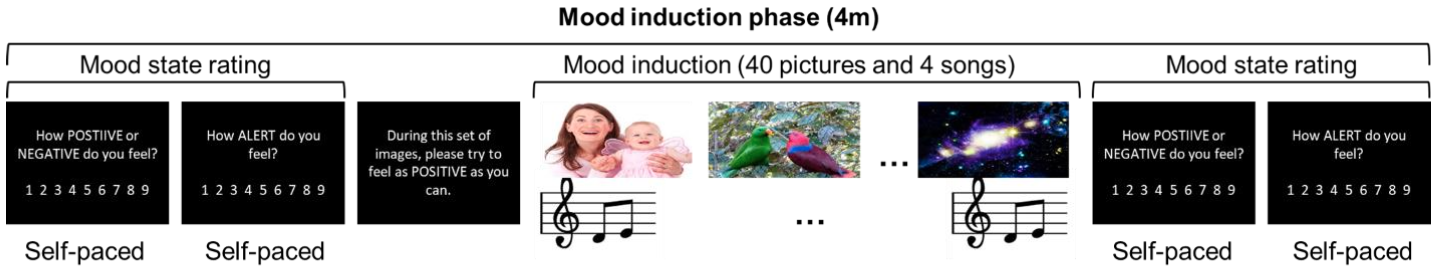 Mood induction phase (4m)
Mood state rating
Mood induction (40 pictures and 4 songs)
Mood state rating
How POSTIIVE or
NEGATIVE do you feel?
1 2 3 4 5 6 7 8 9
How ALERT do you
feel?
1 2 3 4 5 6 7 8 9
During this set of
images, please try to
feel as POSITIVE as you
can.
...
...
How POSTIIVE or
NEGATIVE do you feel?
1 2 3 4 5 6 7 8 9
How ALERT do you
feel?
1 2 3 4 5 6 7 8 9
Self-paced
Self-paced
Self-paced
Self-paced